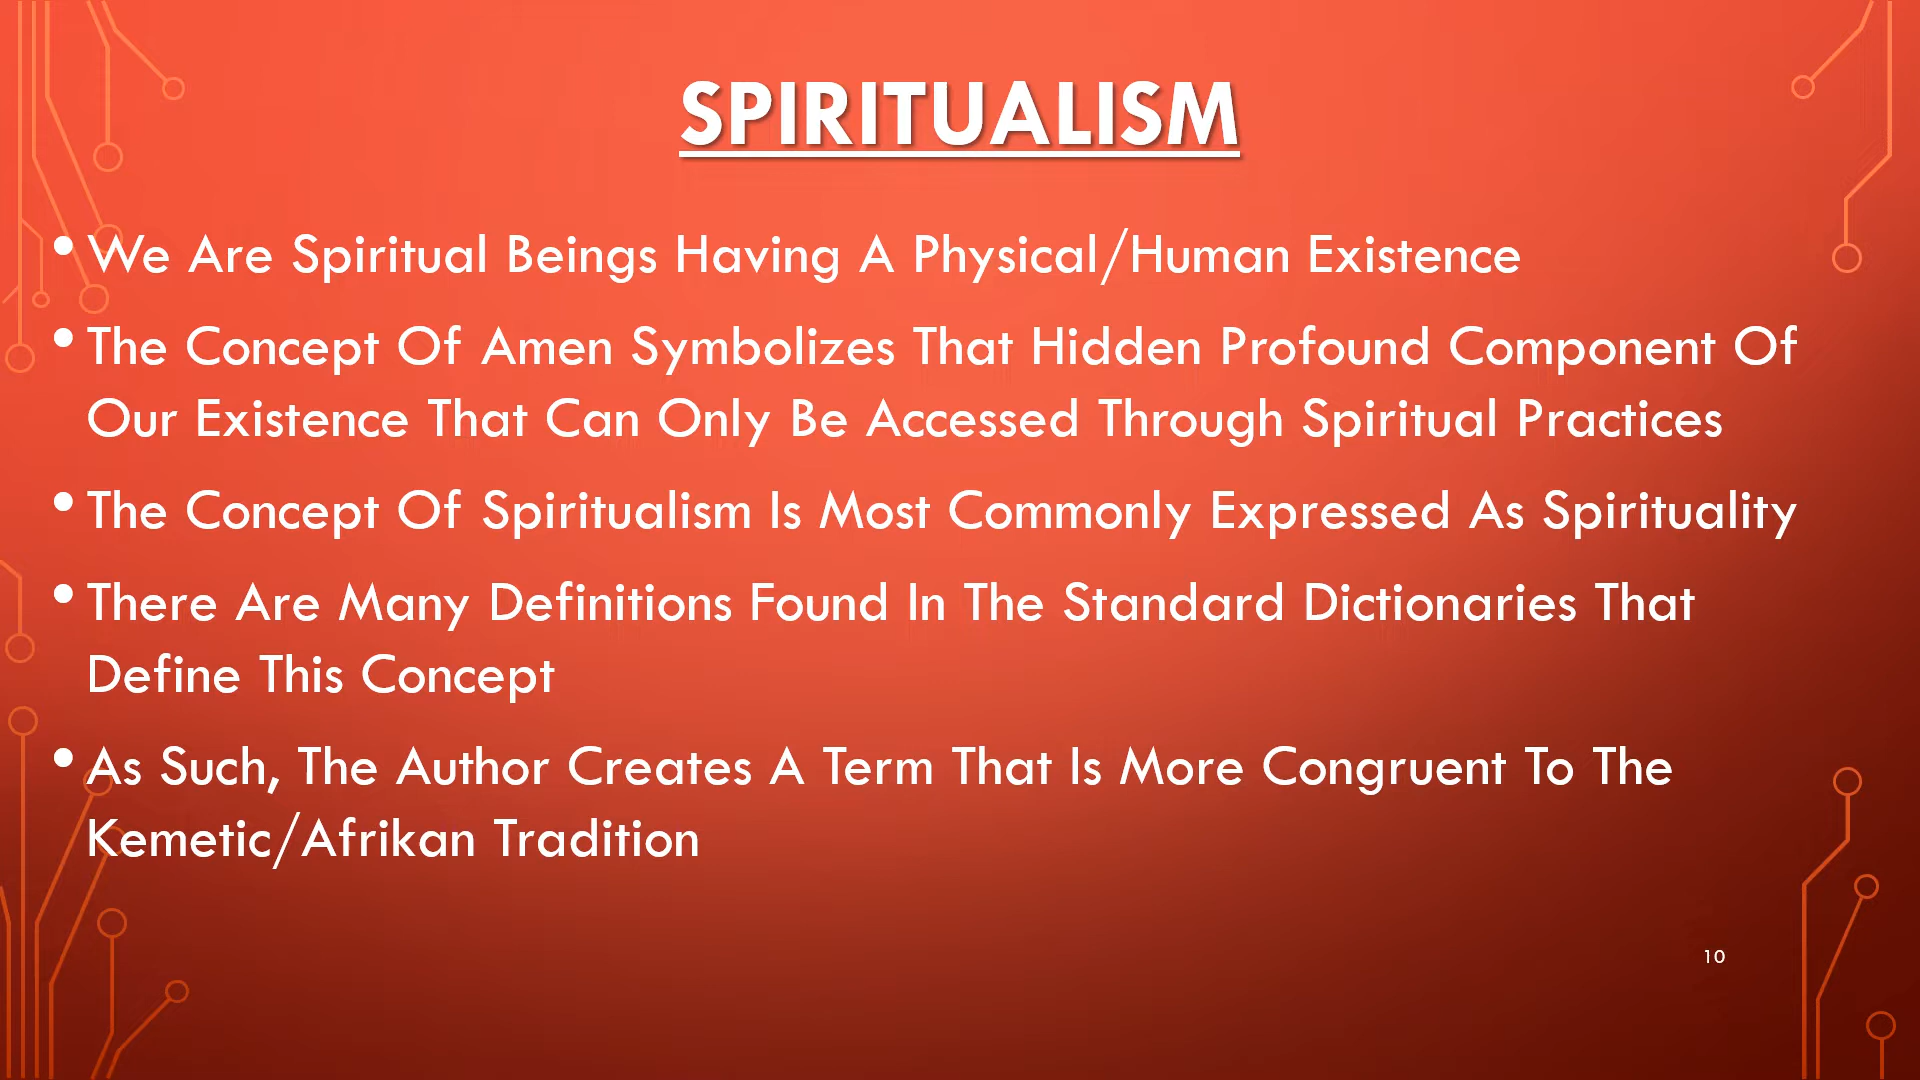 SPIRITUALISM
• We Are Spiritual Beings Having A Physical/Human Existence
• The Concept Of Amen Symbolizes That Hidden Profound Component Of
Our Existence That Can Only Be Accessed Through Spiritual Practices
• The Concept Of Spiritualism Is Most Commonly Expressed As Spirituality
• There Are Many Definitions Found In The Standard Dictionaries That
Define This Concept
• As Such, The Author Creates A Term That Is More Congruent To The
Kemetic/Afrikan Tradition
10